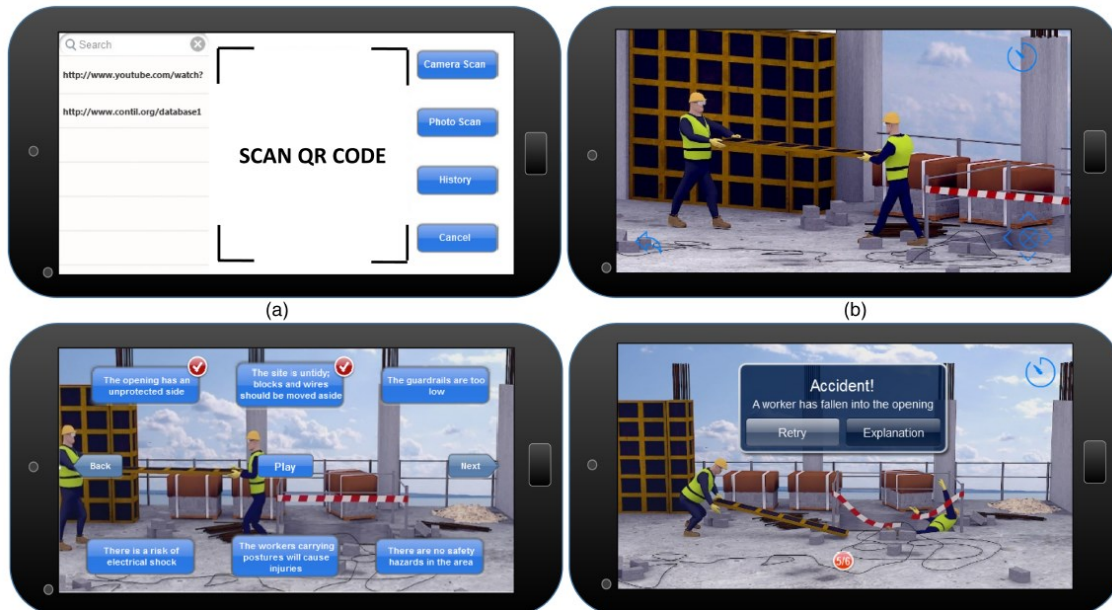 Search
http://www.youtube.com/watch?
http://www.contil.org/database1
SCAN QR CODE
Camera Scan
Photo Scan
History
Cancel
(a)
(b)
The opening has an
unprotected side
The site is untidy;
blocks and wires
should be moved aside
The guardrails are too
low
Back
Play
Next
There is a risk of
electrical shock
The workers carrying
postures will cause
injuries
There are no safety
hazards in the area
Accident!
A worker has fallen into the opening
Retry
Explanation
5/6